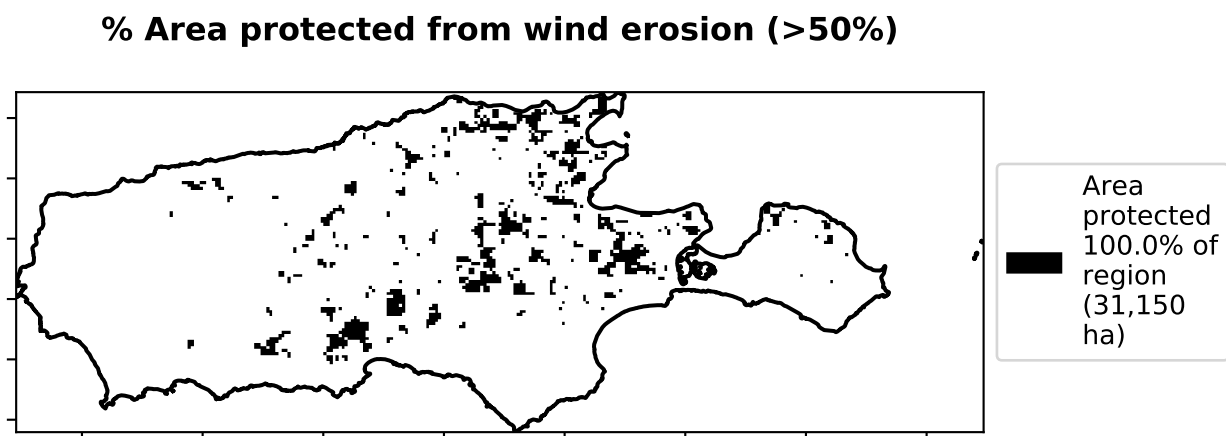 % Area protected from wind erosion (>50%)
Area
protected
100.0% of
region
(31,150
ha)